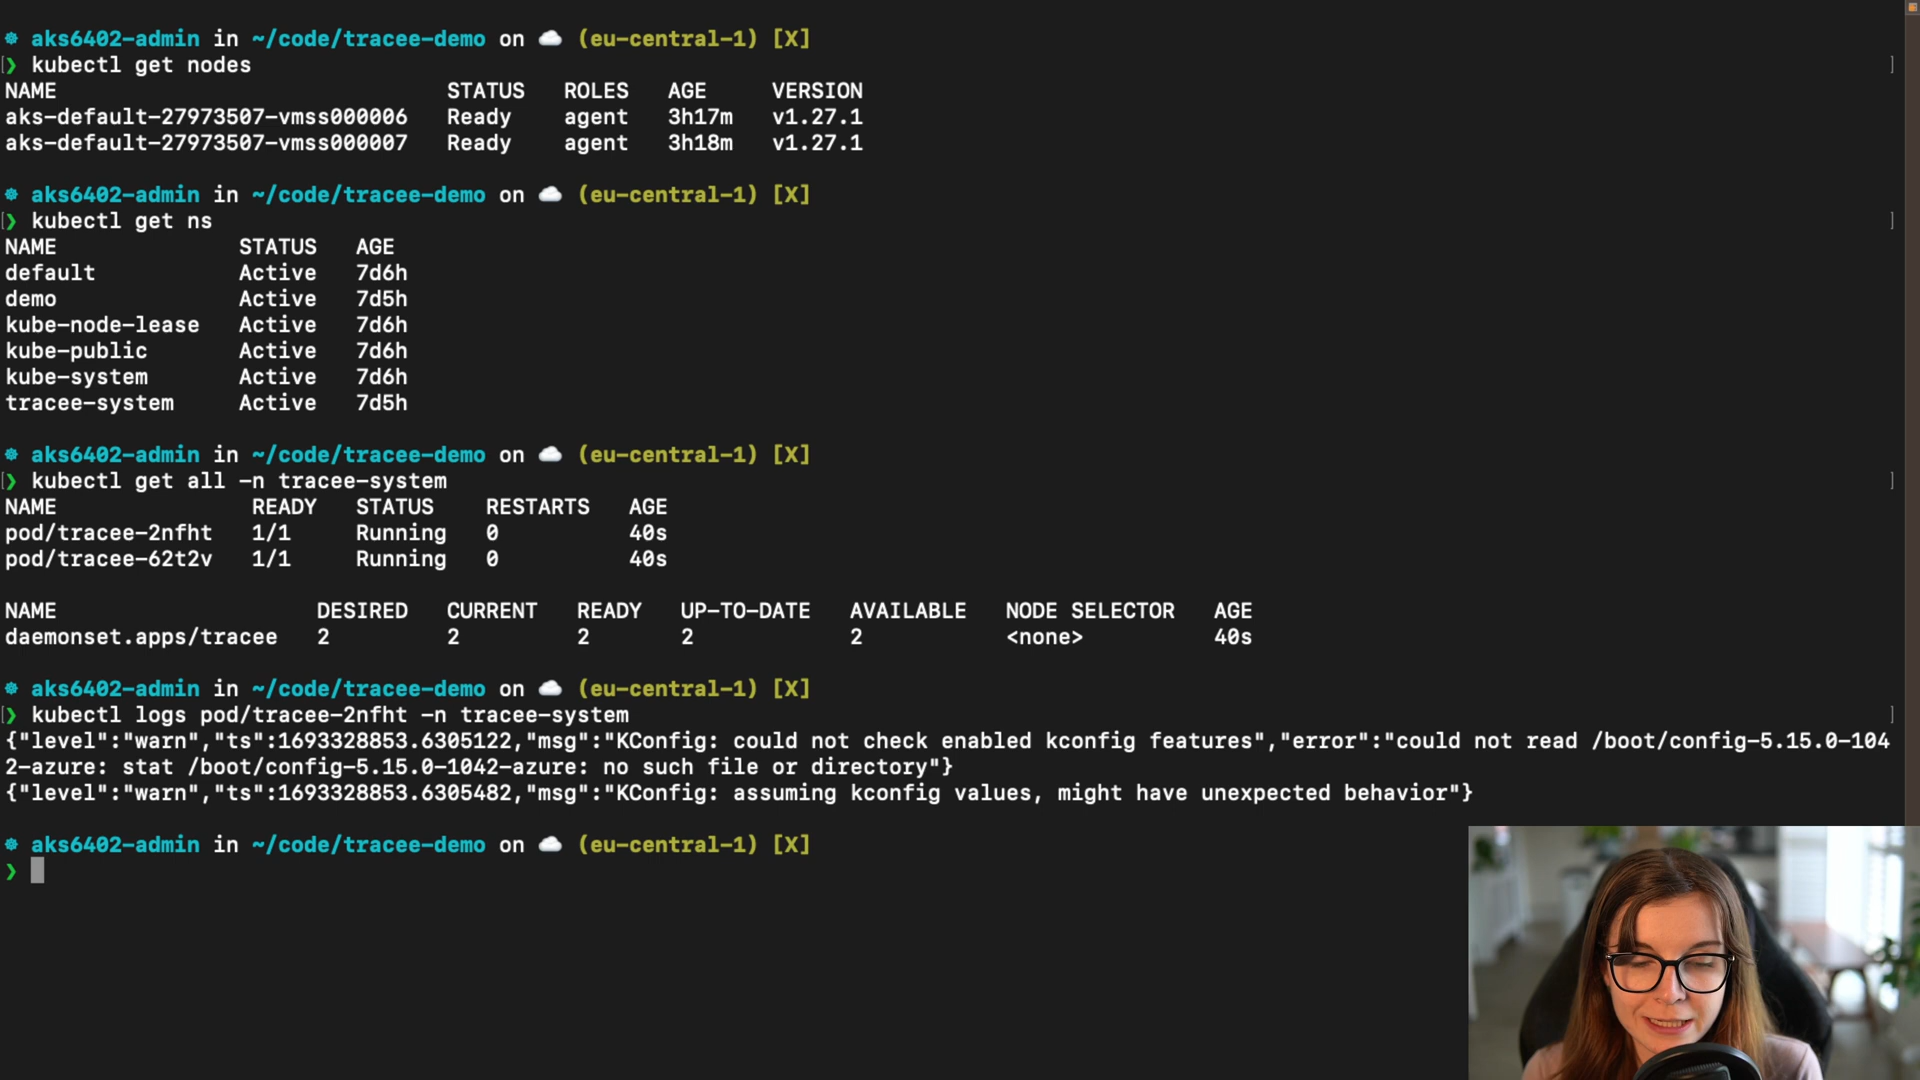 aks6402-admin in ~/code/tracee-demo on (eu-central-1) [X]
❯ kubectl get nodes
NAME STATUS ROLES AGE VERSION
aks-default-27973507-vmss000006 Ready agent 3h17m v1.27.1
aks-default-27973507-vmss000007 Ready agent 3h18m v1.27.1
aks6402-admin in ~/code/tracee-demo on (eu-central-1) [X]
❯ kubectl get ns
NAME STATUS AGE
default Active 7d6h
demo Active 7d5h
kube-node-lease Active 7d6h
kube-public Active 7d6h
kube-system Active 7d6h
tracee-system Active 7d5h
aks6402-admin in ~/code/tracee-demo on (eu-central-1) [X]
❯ kubectl get all -n tracee-system
NAME READY STATUS RESTARTS AGE
pod/tracee-2nfht 1/1 Running 0 40s
pod/tracee-62t2v 1/1 Running 0 40s
NAME DESIRED CURRENT READY UP-TO-DATE AVAILABLE NODE SELECTOR AGE
daemonset.apps/tracee 2 2 2 2 2 <none> 40s
aks6402-admin in ~/code/tracee-demo on (eu-central-1) [X]
❯ kubectl logs pod/tracee-2nfht -n tracee-system
{"level":"warn","ts":1693328853.6305122,"msg":"KConfig: could not check enabled kconfig features","error":"could not read /boot/config-5.15.0-104
2-azure: stat /boot/config-5.15.0-1042-azure: no such file or directory"}
{"level":"warn","ts":1693328853.6305482,"msg":"KConfig: assuming kconfig values, might have unexpected behavior"}
aks6402-admin in ~/code/tracee-demo on (eu-central-1) [X]
❯